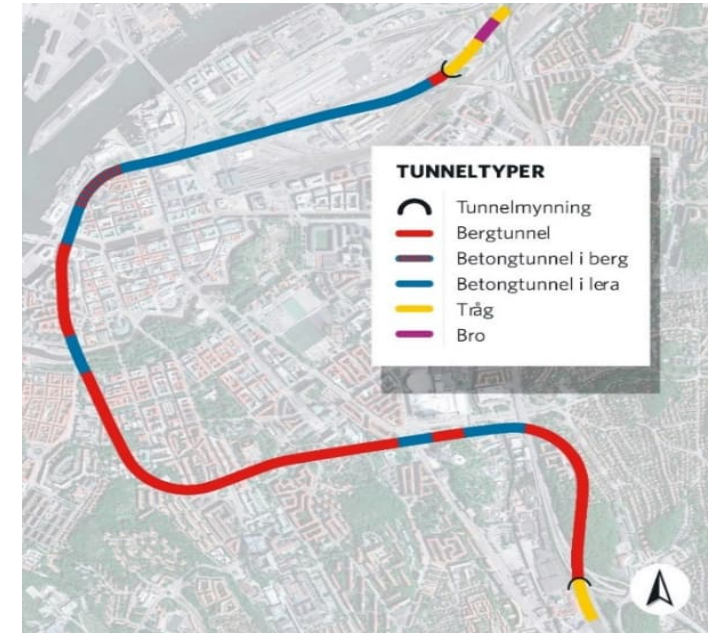 TUNNELTYPER
Tunnelmynning
Bergtunnel
Betongtunnel i berg
Betongtunnel i lera
Tråg
Bro